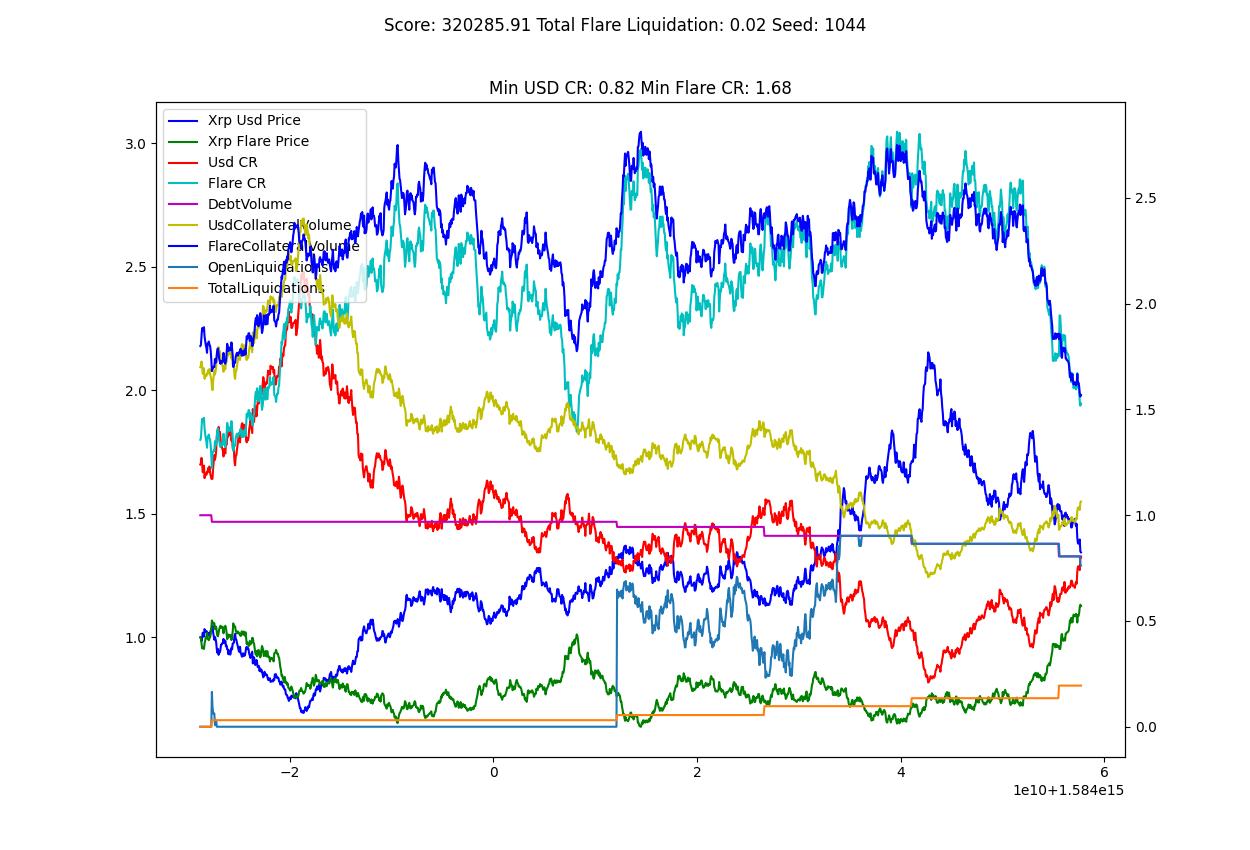 Score: 320285.91 Total Flare Liquidation: 0.02 Seed: 1044
Min USD CR: 0.82 Min Flare CR: 1.68
Xrp Usd Price
Xrp Flare Price
Usd CR
Flare CR
DebtVolume
UsdCollateralVolume
FlareCollateralVolume
OpenLiquidations
TotalLiquidations
3.0
2.5
2.0
1.5
1.0
2.5
2.0
1.5
1.0
0.5
0.0
−2
0
2
4
6
1e10+1.584e15